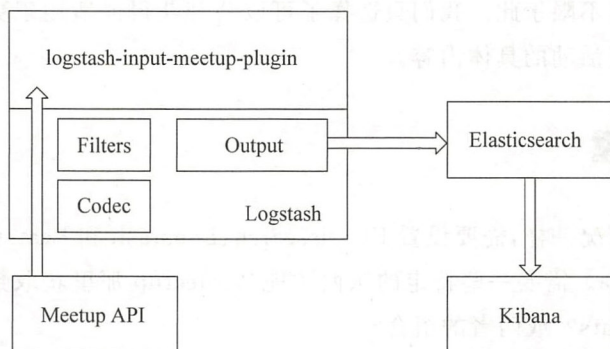 logstash-input-meetup-plugin
Filters
Output
Elasticsearch
Codec
Logstash
Meetup API
Kibana